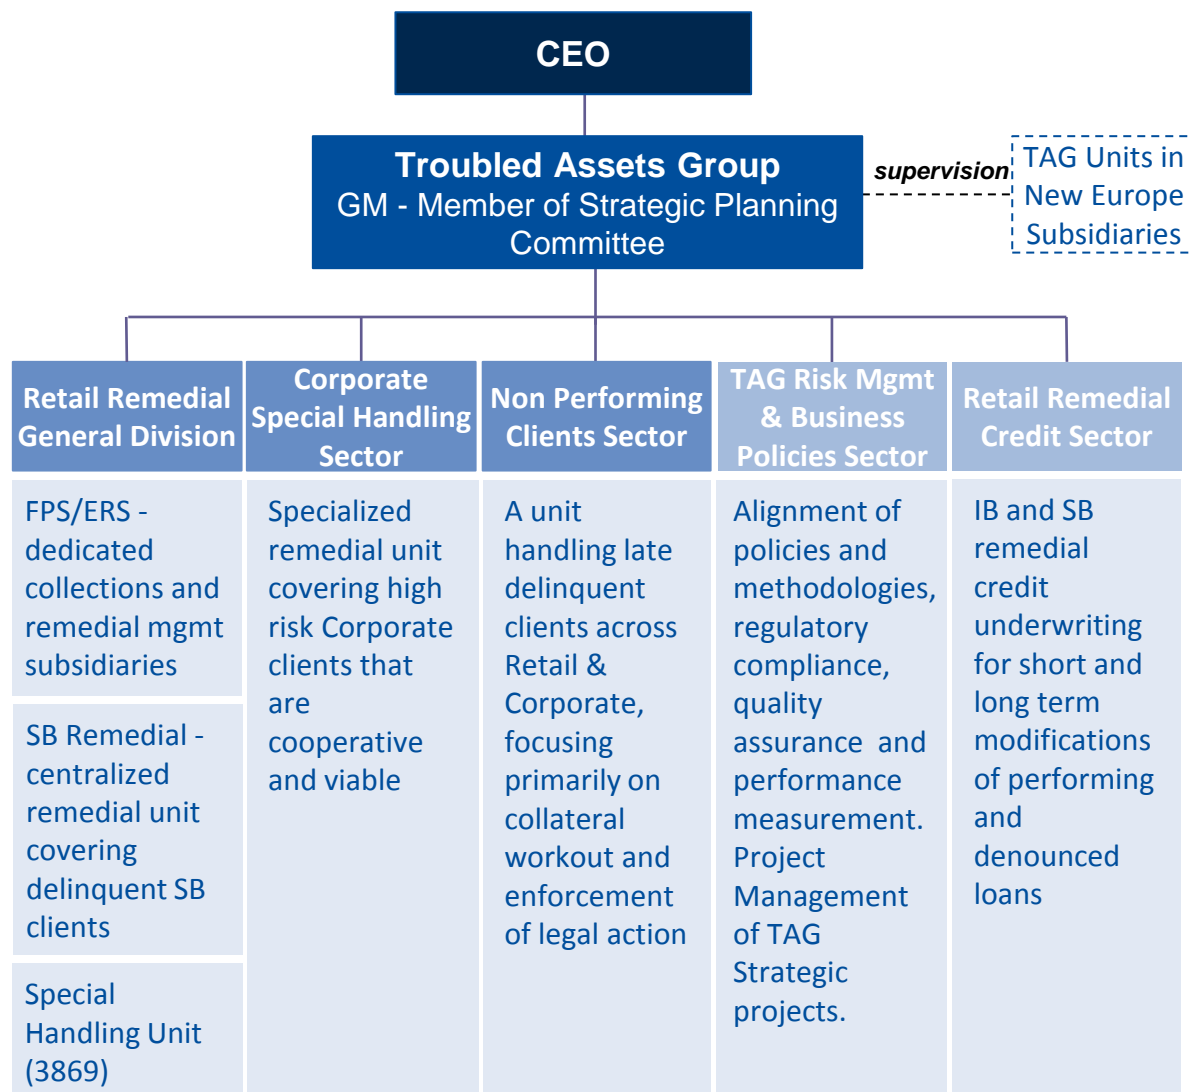 CEO
Troubled Assets Group
GM - Member of Strategic Planning
Committee
supervision
TAG Units in
New Europe
Subsidiaries
Retail Remedial
General Division
FPS/ERS -
dedicated
collections and
remedial mgmt
subsidiaries
SB Remedial -
centralized
remedial unit
covering
delinquent SB
clients
Special
Handling Unit
(3869)
Corporate
Special Handling
Sector
Specialized
remedial unit
covering high
risk Corporate
clients that
are
cooperative
and viable
Non Performing
Clients Sector
A unit
handling late
delinquent
clients across
Retail &
Corporate,
focusing
primarily on
collateral
workout and
enforcement
of legal action
TAG Risk Mgmt
& Business
Policies Sector
Alignment of
policies and
methodologies,
regulatory
compliance,
quality
assurance and
performance
measurement.
Project
Management
of TAG
Strategic
projects.
Retail Remedial
Credit Sector
IB and SB
remedial
credit
underwriting
for short and
long term
modifications
of performing
and
denounced
loans